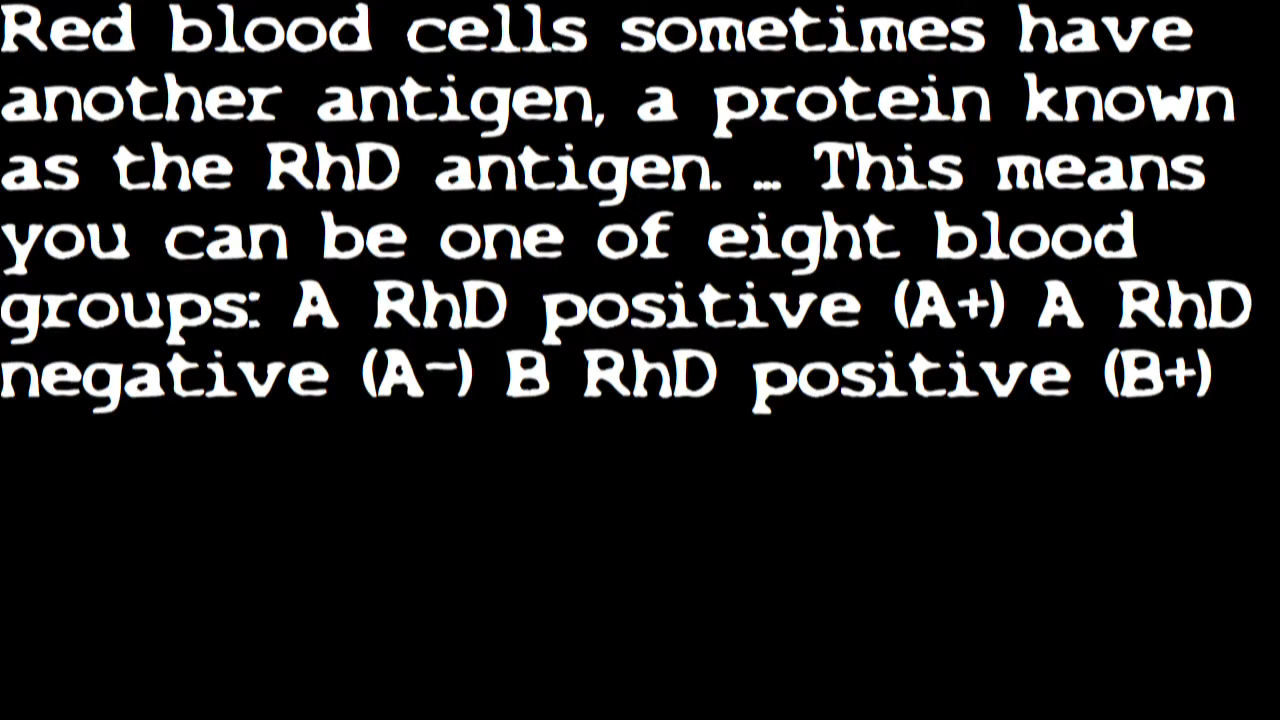 Red blood cells sometimes have
another antigen, a protein known
as the RhD antigen. ... This means
you can be one of eight blood
groups: A RhD positive (A+) A RhD
negative (A-) B RhD positive (B+)